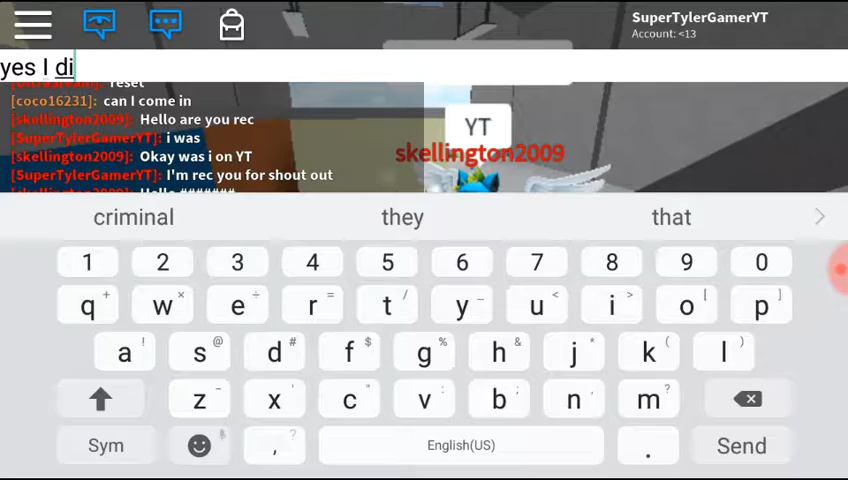 SuperTylerGamerYT
Account: <13
yes I di
reset
[coco16231]: can I come in
[skellington2009]: Hello are you rec
[SuperTylerGamerYT]: i was
[skellington2009]: Okay was i on YT
[SuperTylerGamerYT]: I'm rec you for shout out
[skellington2009]: Hello #######
YT
skellington2009
criminal they that
1 2 3 4 5 6 7 8 9 0
q + w × e ÷ r = t / y _ u < i > o [ p ]
a ! s @ d # f $ g % h & j * k ( l )
z - x ' c " v : b ; n , m ?
Sym , ? English(US) . Send